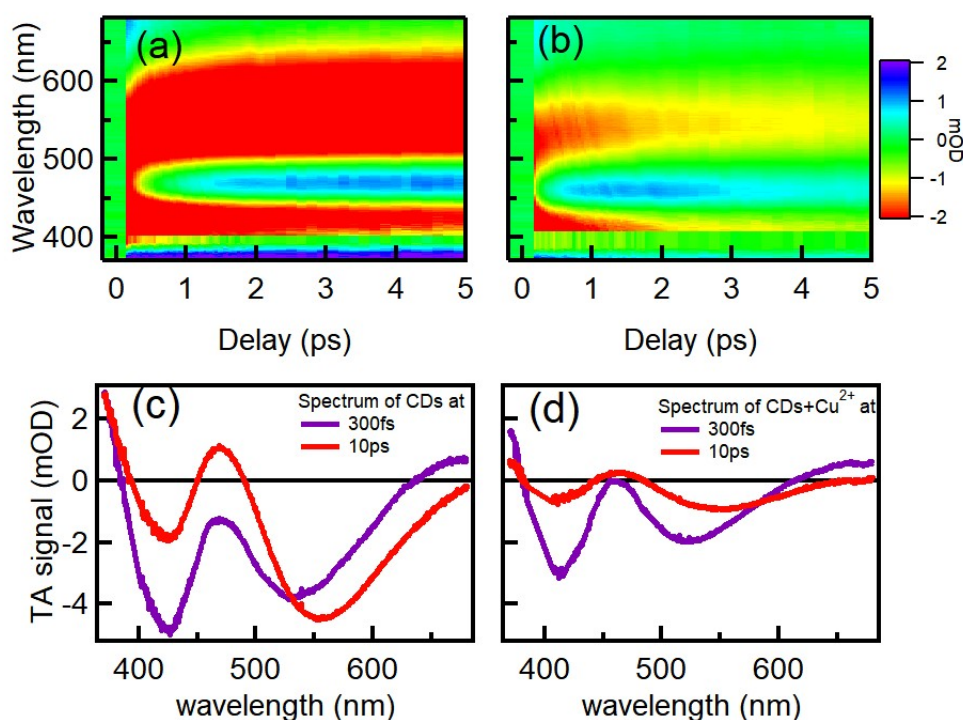 (a)
(b)
Wavelength (nm)
600
500
400
0 1 2 3 4 5
Delay (ps)
0 1 2 3 4 5
Delay (ps)
2
1
0
-1
-2
mOD
(c)
Spectrum of CDs at
300fs
10ps
TA signal (mOD)
2
0
-2
-4
400 500 600
wavelength (nm)
(d)
Spectrum of CDs+Cu²⁺ at
300fs
10ps
400 500 600
wavelength (nm)